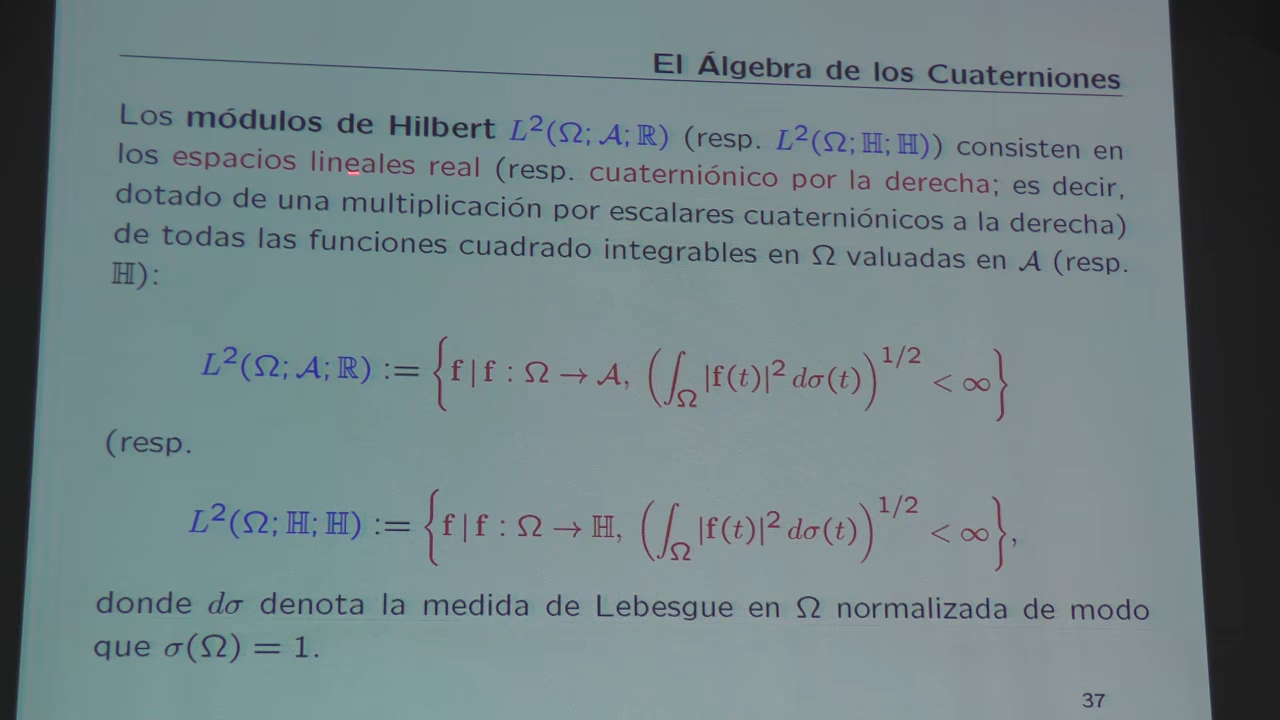 El Álgebra de los Cuaterniones
Los módulos de Hilbert L²(Ω; 𝒜; ℝ) (resp. L²(Ω; ℍ; ℍ)) consisten en
los espacios lineales real (resp. cuaterniónico por la derecha; es decir,
dotado de una multiplicación por escalares cuaterniónicos a la derecha)
de todas las funciones cuadrado integrables en Ω valuadas en 𝒜 (resp.
ℍ):
L²(Ω; 𝒜; ℝ) := {f | f : Ω → 𝒜, (∫_Ω |f(t)|² dσ(t))^{1/2} < ∞}
(resp.
L²(Ω; ℍ; ℍ) := {f | f : Ω → ℍ, (∫_Ω |f(t)|² dσ(t))^{1/2} < ∞},
donde dσ denota la medida de Lebesgue en Ω normalizada de modo
que σ(Ω) = 1.
37